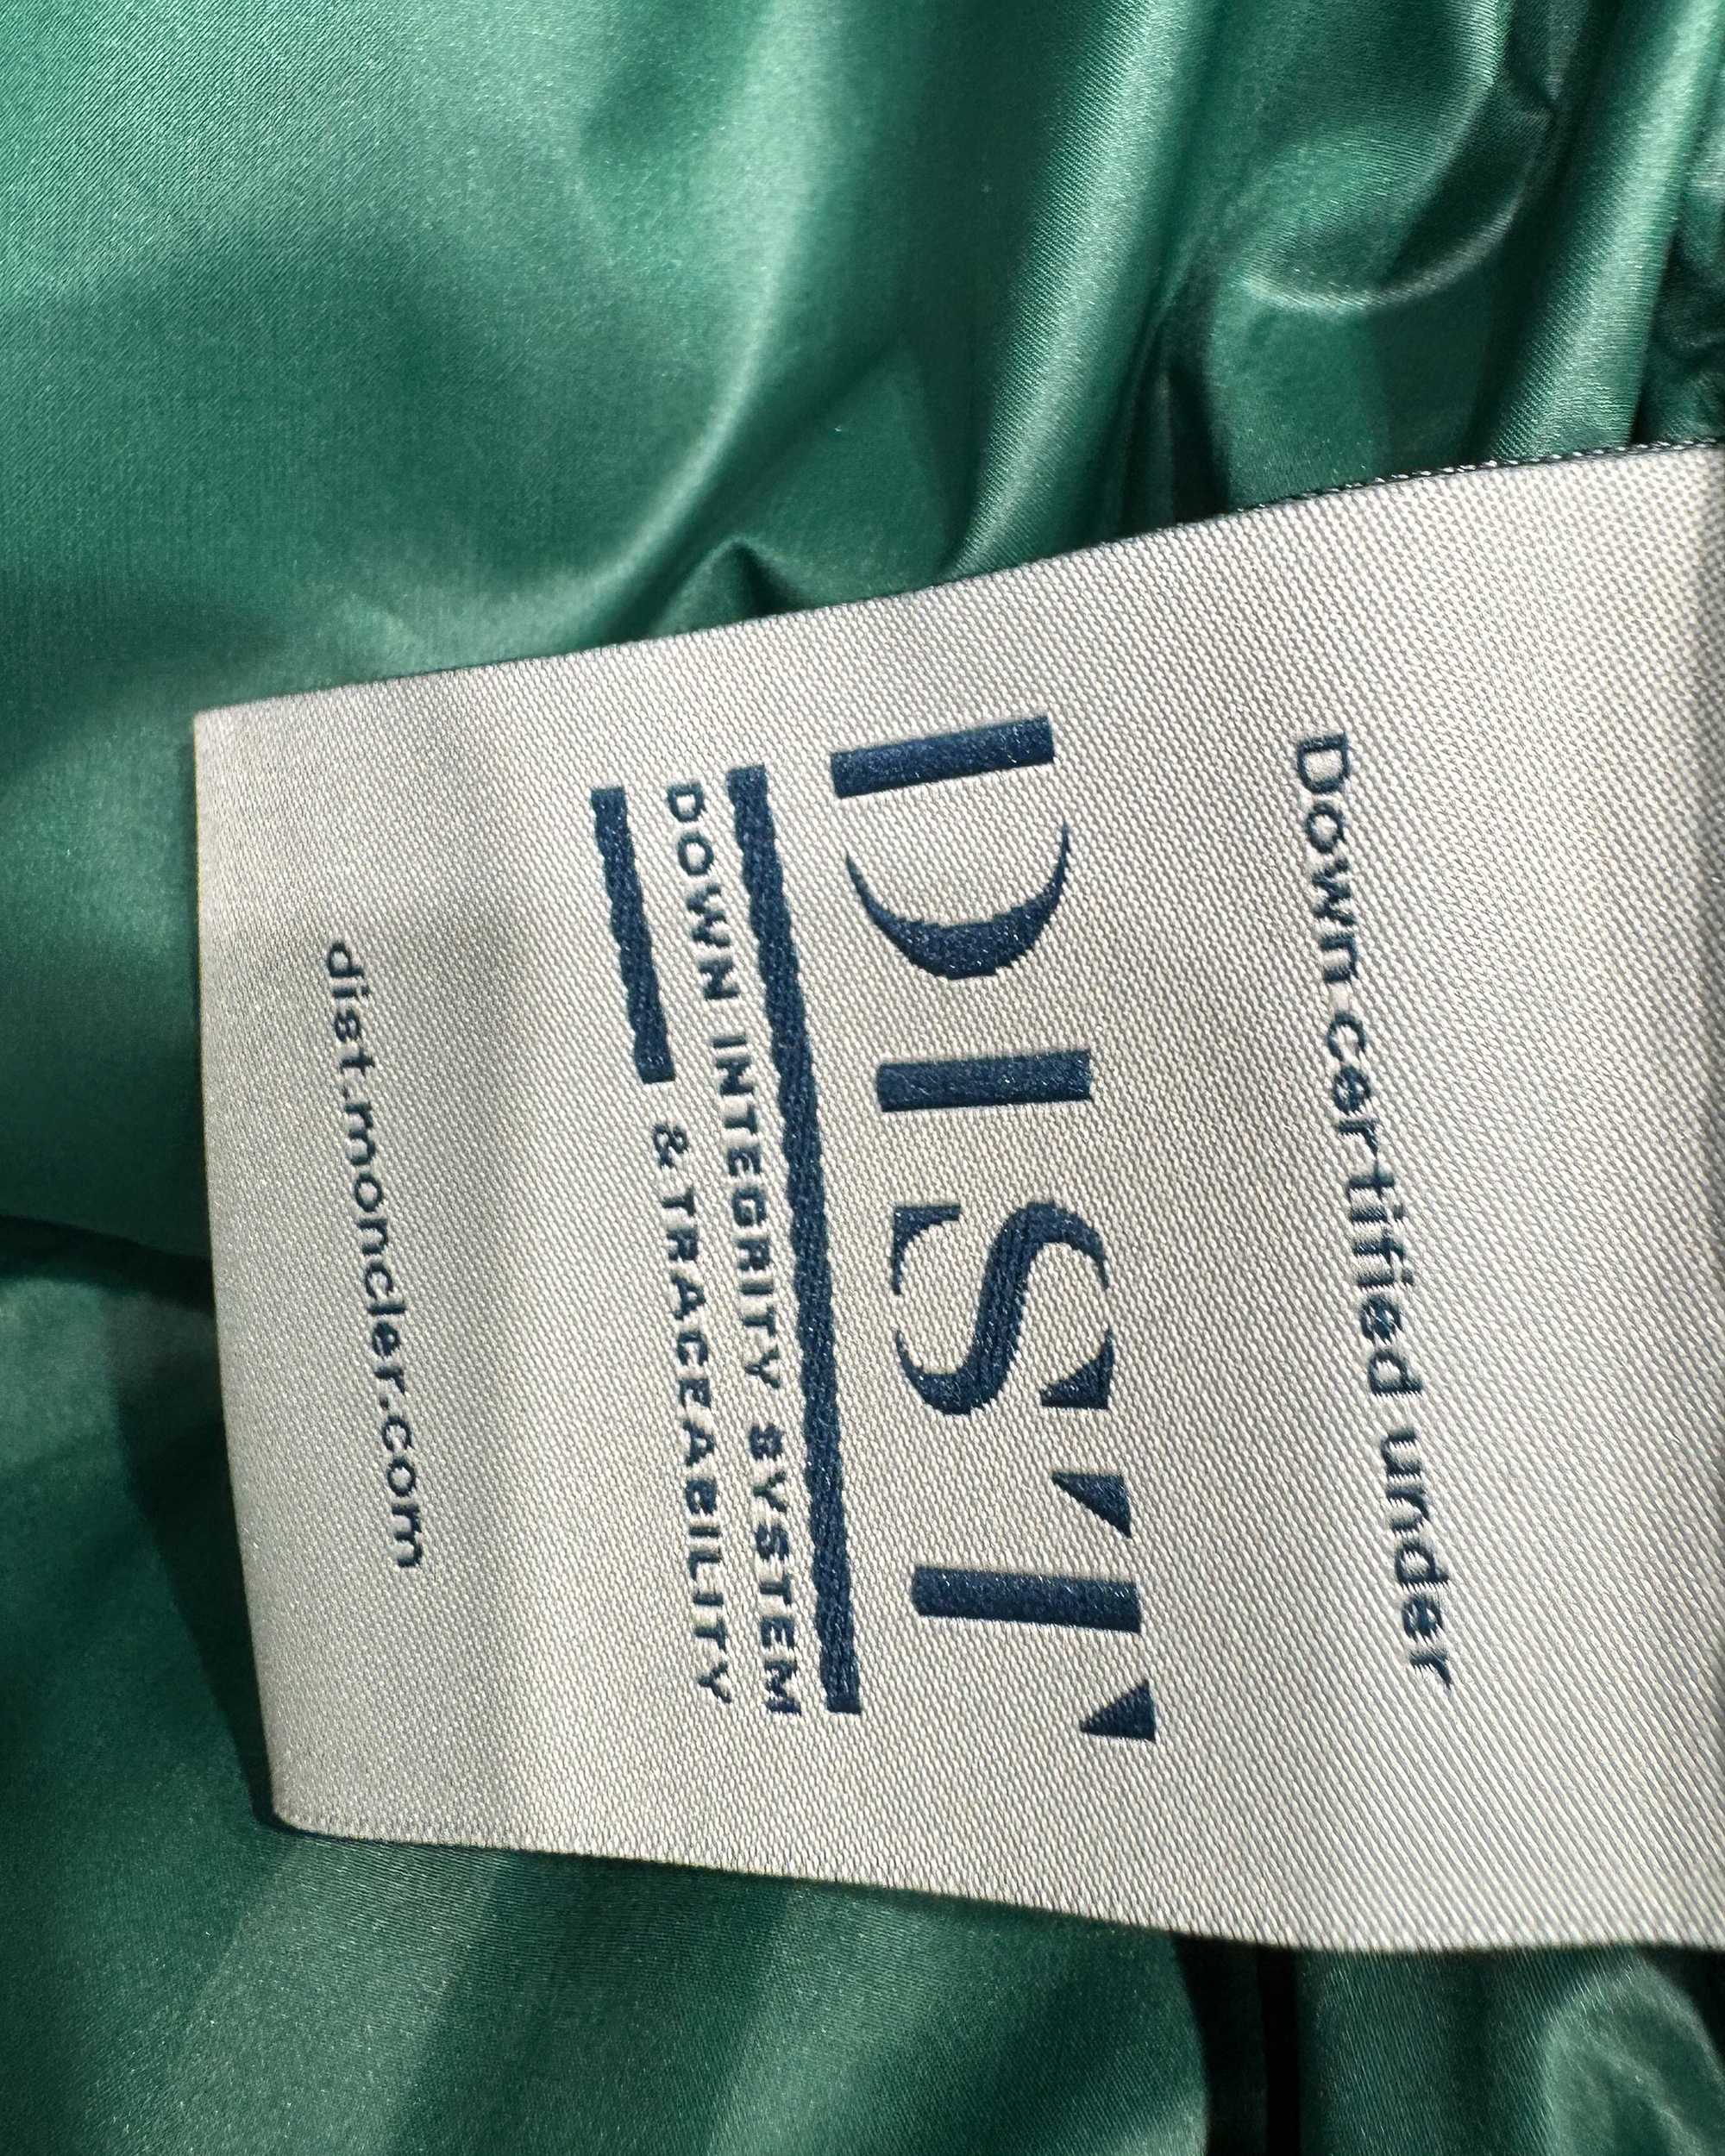 Down certified under
DIST
DOWN INTEGRITY SYSTEM
& TRACEABILITY
dist.moncler.com